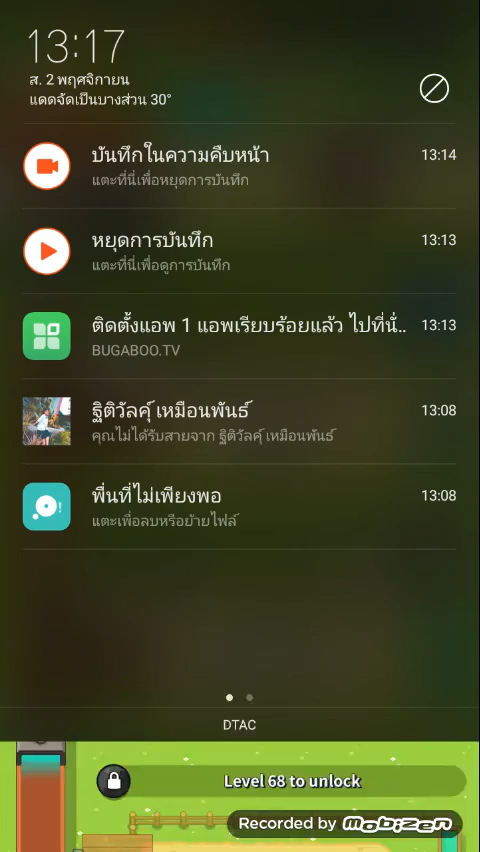 13:17
ส. 2 พฤศจิกายน
แดดจัดเป็นบางส่วน 30°
บันทึกในความคืบหน้า 13:14
แตะที่นี่เพื่อหยุดการบันทึก
หยุดการบันทึก 13:13
แตะที่นี่เพื่อดูการบันทึก
ติดตั้งแอพ 1 แอพเรียบร้อยแล้ว ไปที่นั่.. 13:13
BUGABOO.TV
ฐิติวัลคุ์ เหมือนพันธ์ 13:08
คุณไม่ได้รับสายจาก ฐิติวัลคุ์ เหมือนพันธ์
พื้นที่ไม่เพียงพอ 13:08
แตะเพื่อลบหรือย้ายไฟล์
DTAC
Level 68 to unlock
Recorded by mobizen